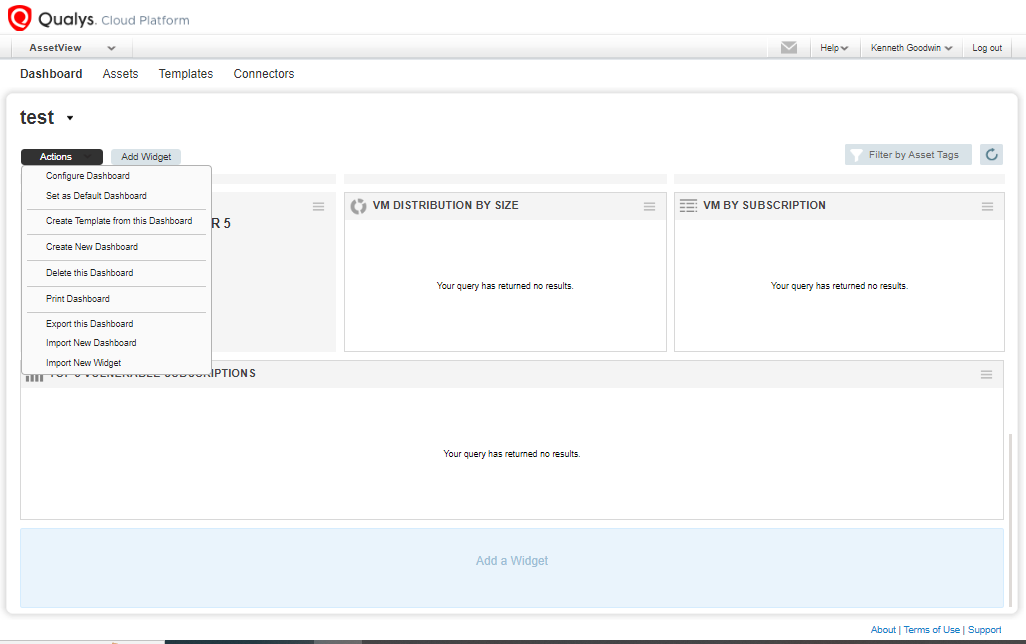 Qualys. Cloud Platform
AssetView
Help
Kenneth Goodwin
Log out
Dashboard
Assets
Templates
Connectors
test
Actions
Add Widget
Filter by Asset Tags
Configure Dashboard
Set as Default Dashboard
Create Template from this Dashboard
Create New Dashboard
Delete this Dashboard
Print Dashboard
Export this Dashboard
Import New Dashboard
Import New Widget
R 5
VM DISTRIBUTION BY SIZE
Your query has returned no results.
VM BY SUBSCRIPTION
Your query has returned no results.
TOP 5 VULNERABLE SUBSCRIPTIONS
Your query has returned no results.
Add a Widget
About | Terms of Use | Support